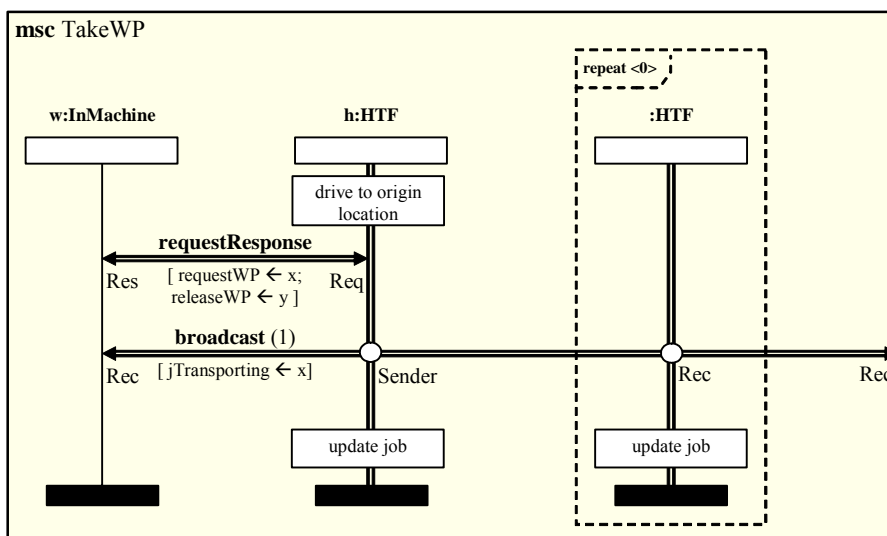 msc TakeWP
repeat <0>
w:InMachine
h:HTF
:HTF
drive to origin
location
requestResponse
Res
[ requestWP ← x;
Req
releaseWP ← y ]
broadcast (1)
Rec
[ jTransporting ← x]
Sender
Rec
Rec
update job
update job